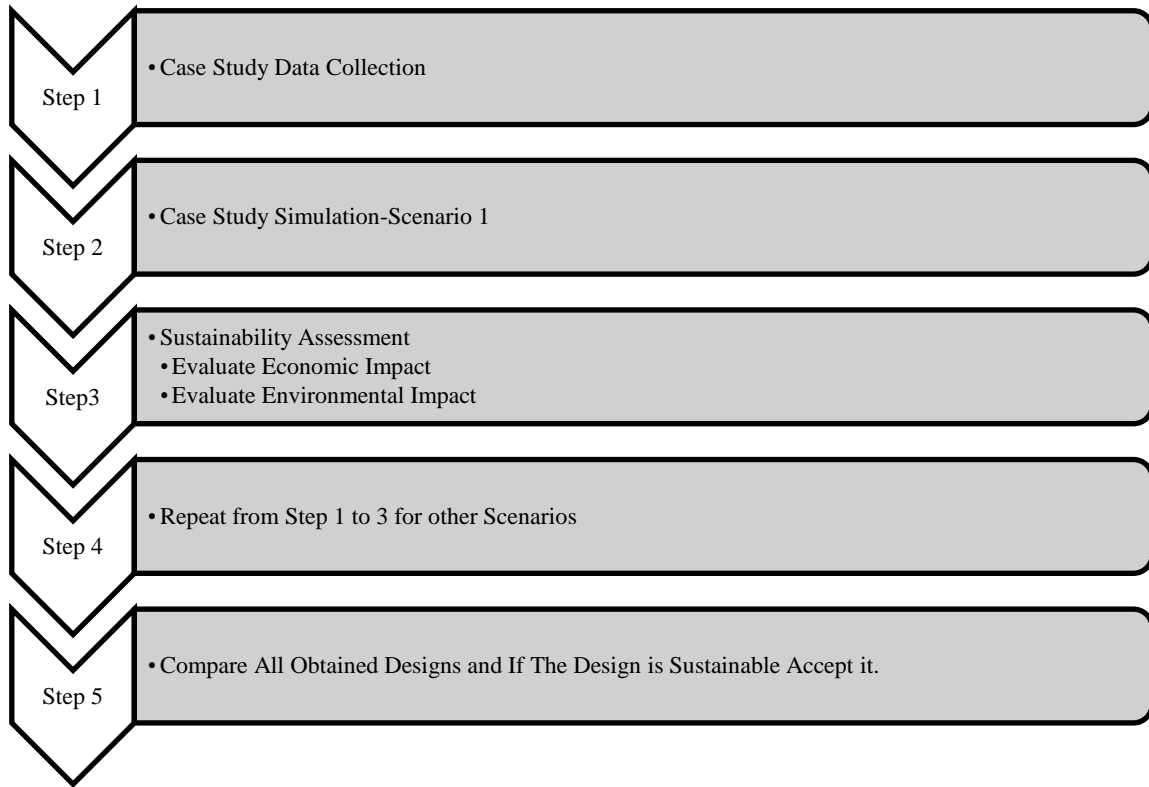 Step 1
• Case Study Data Collection
Step 2
• Case Study Simulation-Scenario 1
Step3
• Sustainability Assessment
• Evaluate Economic Impact
• Evaluate Environmental Impact
Step 4
• Repeat from Step 1 to 3 for other Scenarios
Step 5
• Compare All Obtained Designs and If The Design is Sustainable Accept it.